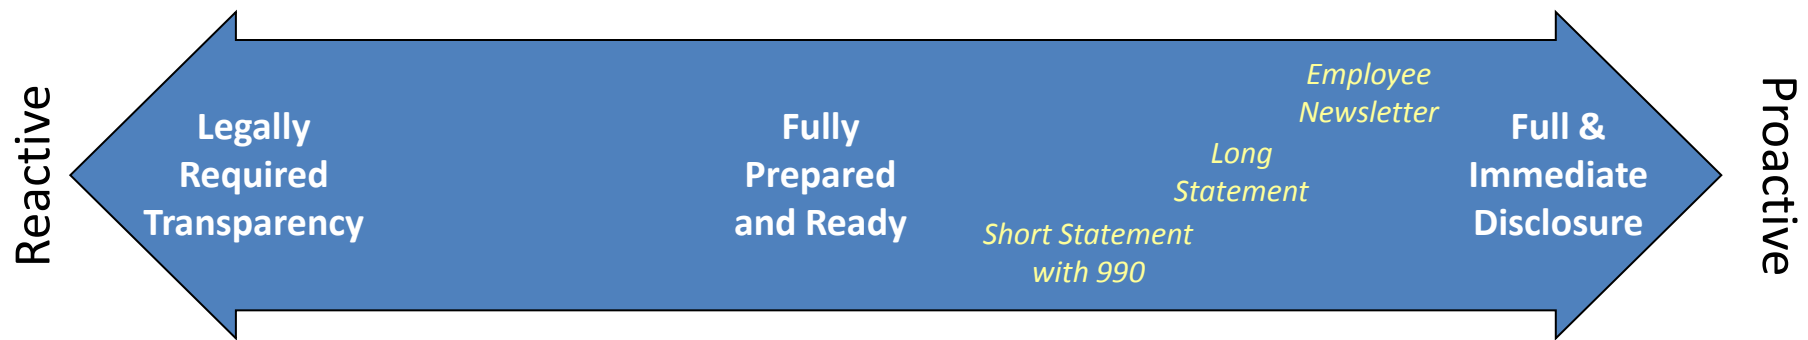 Reactive
Legally
Required
Transparency
Fully
Prepared
and Ready
Short Statement
with 990
Long
Statement
Employee
Newsletter
Full &
Immediate
Disclosure
Proactive